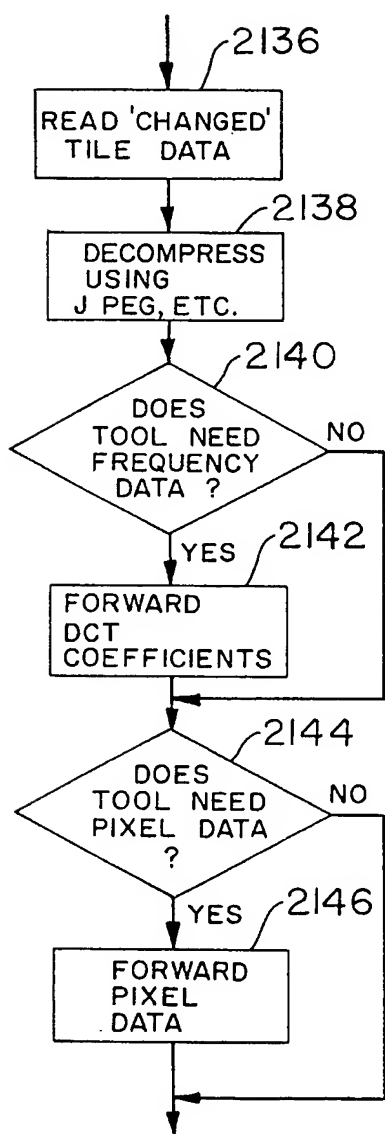 2136
READ 'CHANGED'
TILE DATA
2138
DECOMPRESS
USING
J PEG, ETC.
2140
DOES
TOOL NEED
FREQUENCY
DATA ?
NO
YES
2142
FORWARD
DCT
COEFFICIENTS
2144
DOES
TOOL NEED
PIXEL DATA
?
NO
YES
2146
FORWARD
PIXEL
DATA